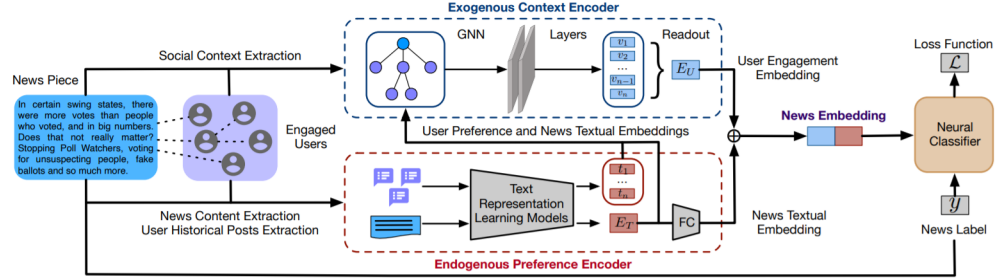 Exogenous Context Encoder
Social Context Extraction
GNN
Layers
Readout
v1
v2
...
vn−1
vn
EU
User Engagement
Embedding
Loss Function
ℒ
News Piece
In certain swing states, there
were more votes than people
who voted, and in big numbers.
Does that not really matter?
Stopping Poll Watchers, voting
for unsuspecting people, fake
ballots and so much more.
Engaged
Users
User Preference and News Textual Embeddings
⊕
News Embedding
Neural
Classifier
News Content Extraction
User Historical Posts Extraction
Text
Representation
Learning Models
t1
...
tn
ET
FC
News Textual
Embedding
y
News Label
Endogenous Preference Encoder